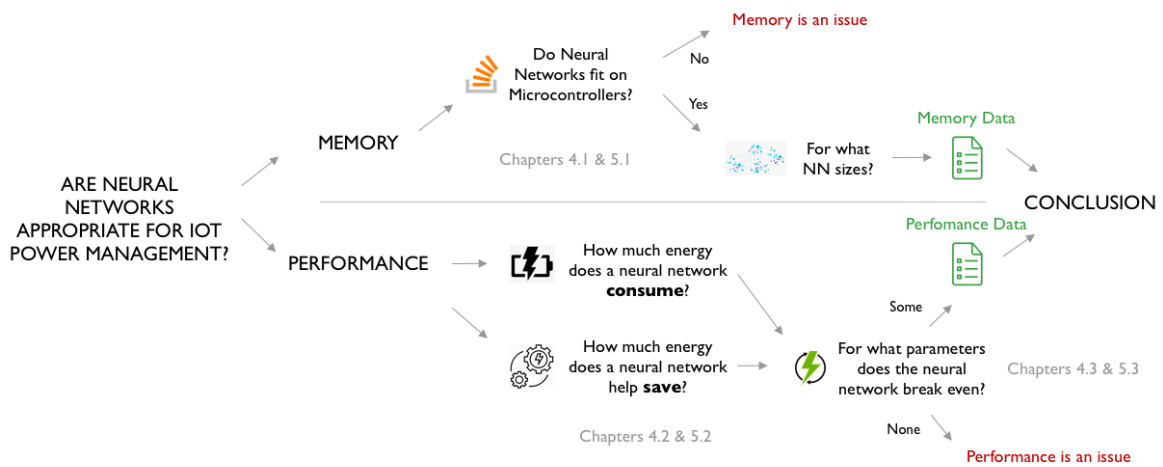 Memory is an issue
Do Neural
Networks fit on
Microcontrollers?
No
Yes
MEMORY
Chapters 4.1 & 5.1
For what
NN sizes?
Memory Data
ARE NEURAL
NETWORKS
APPROPRIATE FOR IOT
POWER MANAGEMENT?
CONCLUSION
Perfomance Data
PERFORMANCE
How much energy
does a neural network
consume?
Some
How much energy
does a neural network
help save?
For what parameters
does the neural
network break even?
Chapters 4.3 & 5.3
Chapters 4.2 & 5.2
None
Performance is an issue